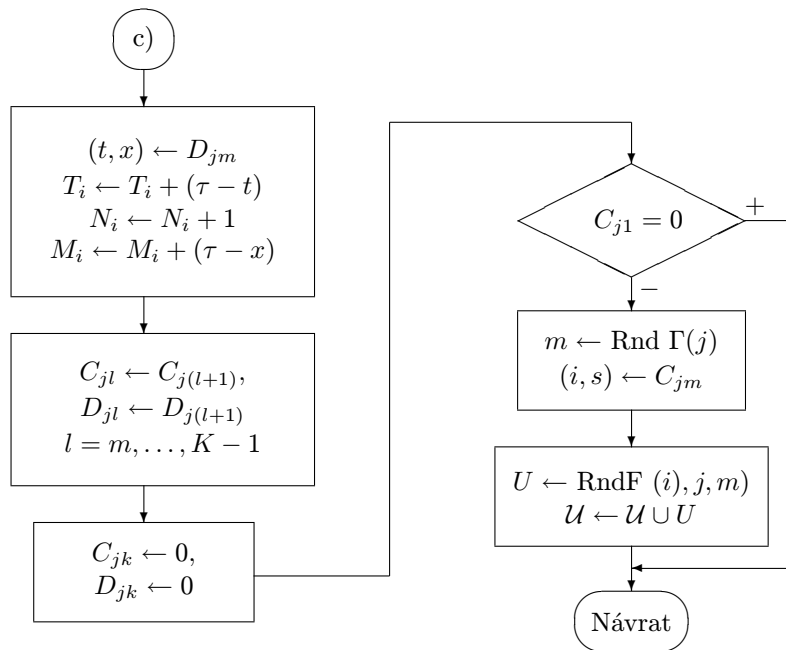 c)
(t, x) ← D_{jm}
T_i ← T_i + (τ − t)
N_i ← N_i + 1
M_i ← M_i + (τ − x)
C_{jl} ← C_{j(l+1)},
D_{jl} ← D_{j(l+1)}
l = m, . . . , K − 1
C_{jk} ← 0,
D_{jk} ← 0
C_{j1} = 0
+
−
m ← Rnd Γ(j)
(i, s) ← C_{jm}
U ← RndF (i), j, m)
𝒰 ← 𝒰 ∪ U
Návrat